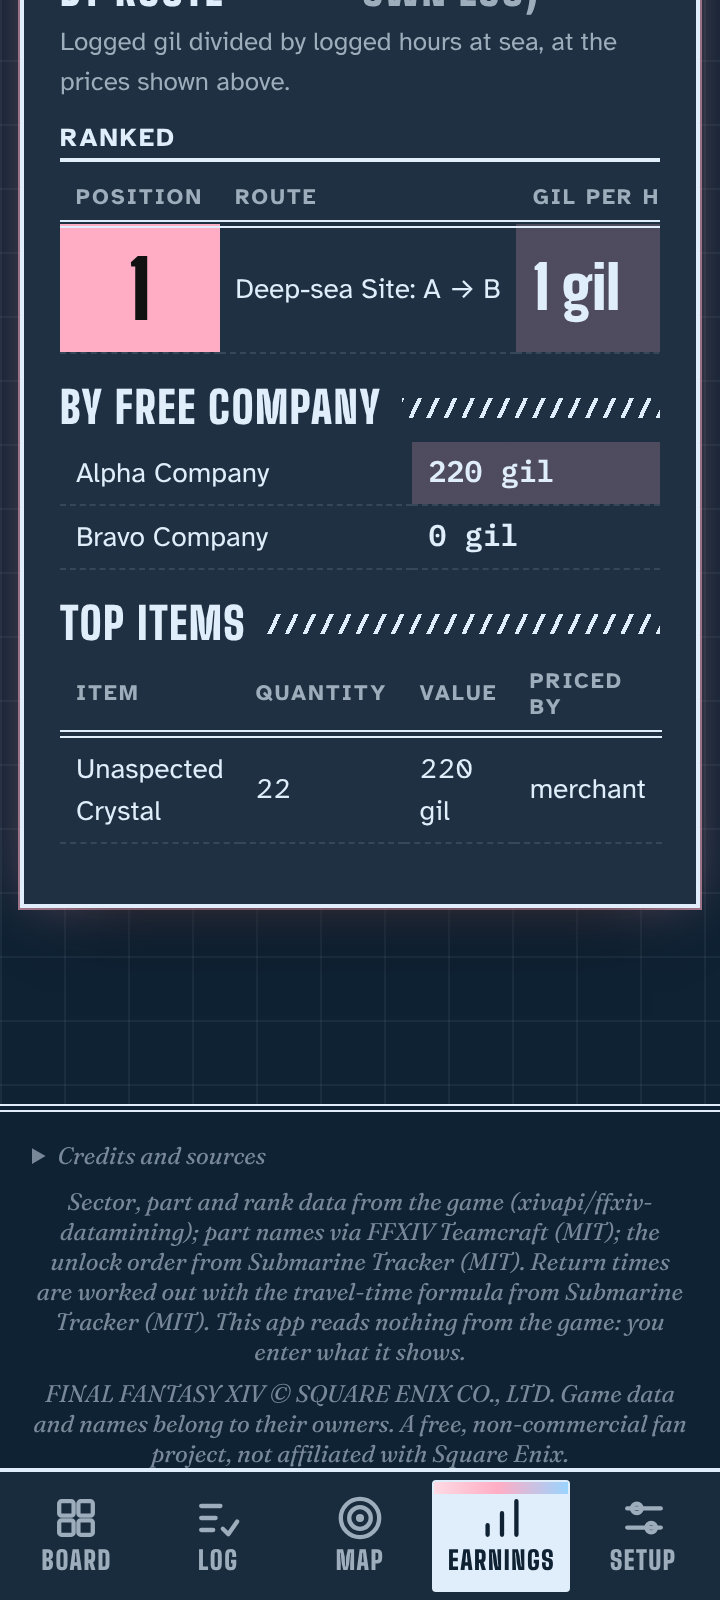 Logged gil divided by logged hours at sea, at the
prices shown above.
RANKED
POSITION ROUTE GIL PER H
1 Deep-sea Site: A → B 1 gil
BY FREE COMPANY
Alpha Company 220 gil
Bravo Company 0 gil
TOP ITEMS
ITEM QUANTITY VALUE PRICED BY
Unaspected Crystal 22 220 gil merchant
Credits and sources
Sector, part and rank data from the game (xivapi/ffxiv-
datamining); part names via FFXIV Teamcraft (MIT); the
unlock order from Submarine Tracker (MIT). Return times
are worked out with the travel-time formula from Submarine
Tracker (MIT). This app reads nothing from the game: you
enter what it shows.
FINAL FANTASY XIV © SQUARE ENIX CO., LTD. Game data
and names belong to their owners. A free, non-commercial fan
project, not affiliated with Square Enix.
BOARD LOG MAP EARNINGS SETUP